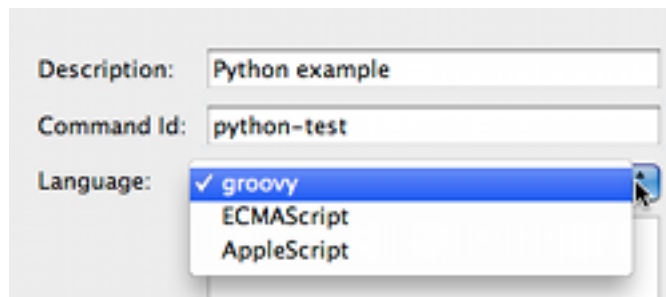 Description: Python example
Command Id: python-test
Language: ✓ groovy
ECMAScript
AppleScript